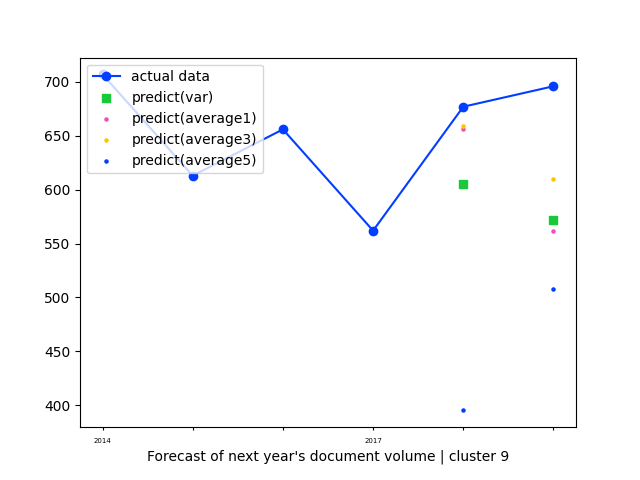 700
650
600
550
500
450
400
actual data
predict(var)
predict(average1)
predict(average3)
predict(average5)
2014
2017
Forecast of next year's document volume | cluster 9